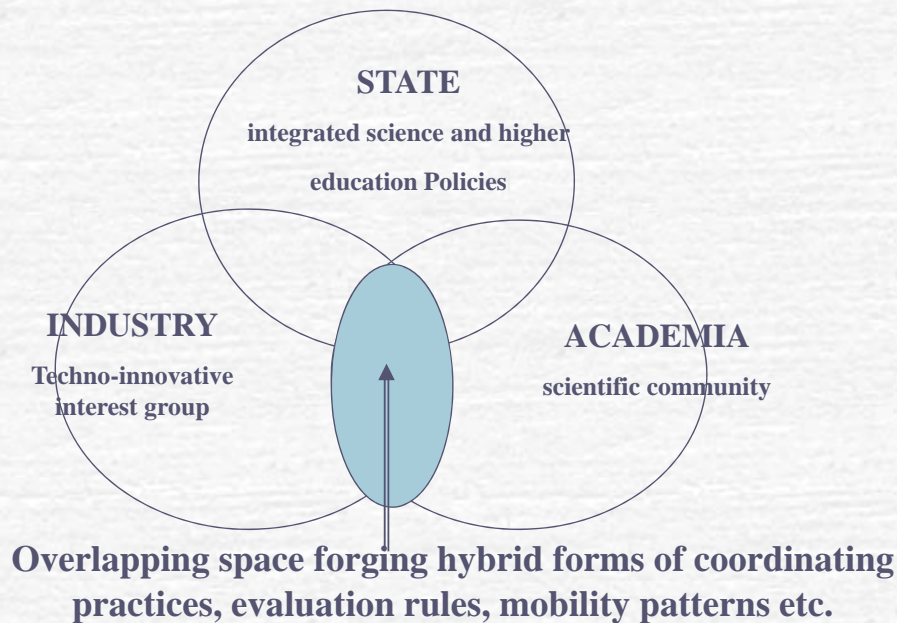 STATE
integrated science and higher
education Policies
INDUSTRY
Techno-innovative
interest group
ACADEMIA
scientific community
Overlapping space forging hybrid forms of coordinating
practices, evaluation rules, mobility patterns etc.